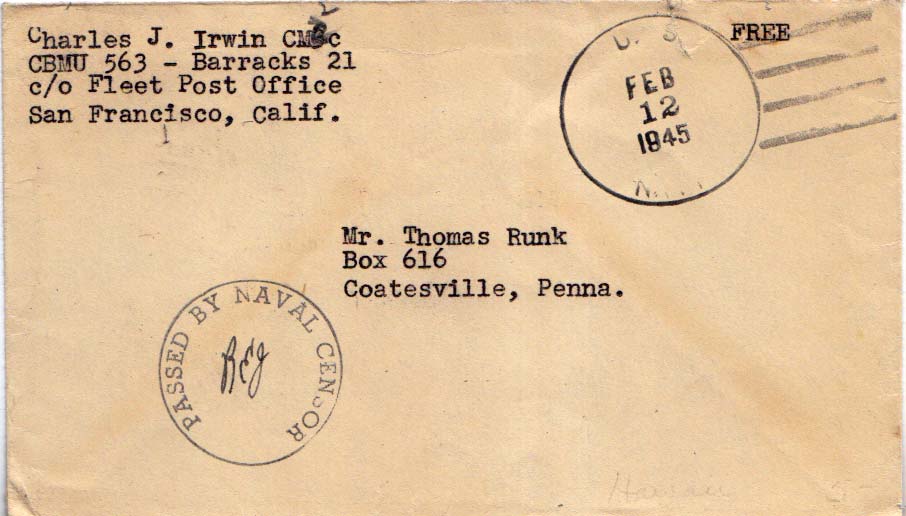 Charles J. Irwin
CBMU 563 - Barracks 21
c/o Fleet Post Office
San Francisco, Calif.
FREE
U. S.
FEB
12
1945
Mr. Thomas Runk
Box 616
Coatesville, Penna.
PASSED BY NAVAL CENSOR
REJ